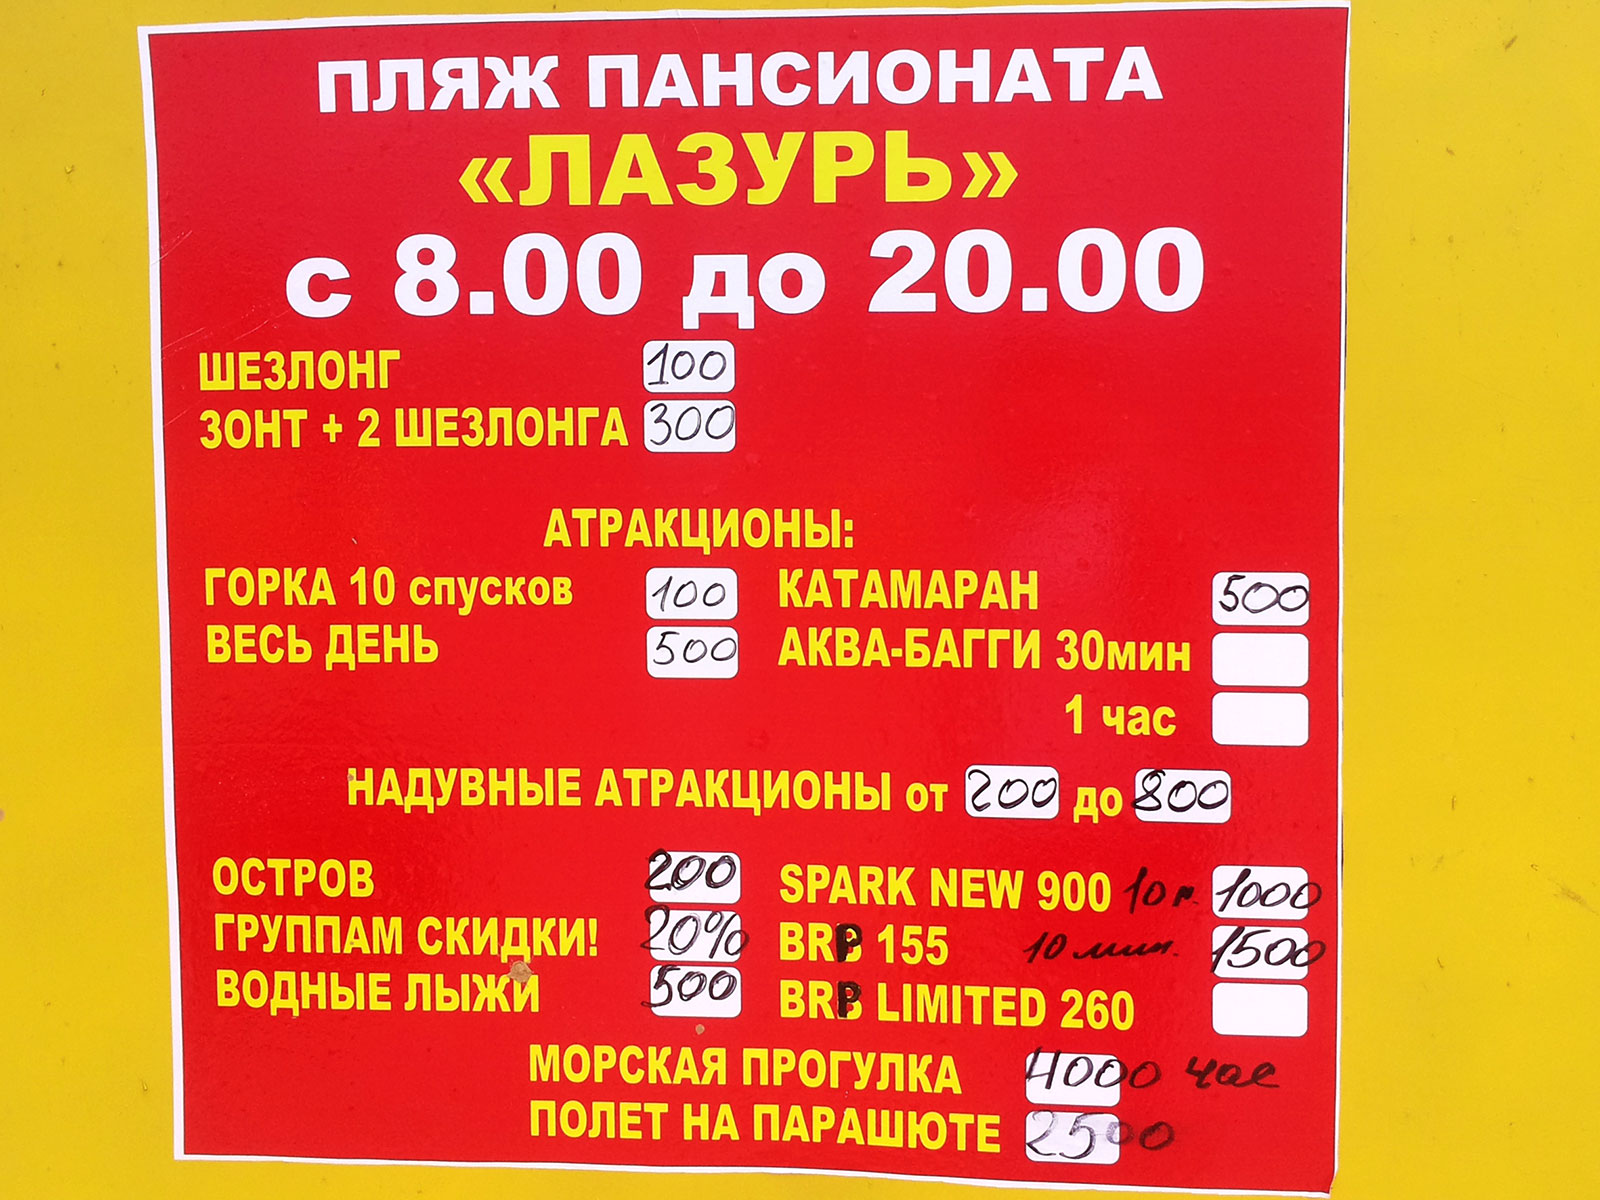 ПЛЯЖ ПАНСИОНАТА
«ЛАЗУРЬ»
с 8.00 до 20.00
ШЕЗЛОНГ 100
ЗОНТ + 2 ШЕЗЛОНГА 300
АТРАКЦИОНЫ:
ГОРКА 10 спусков 100 КАТАМАРАН 500
ВЕСЬ ДЕНЬ 500 АКВА-БАГГИ 30мин
1 час
НАДУВНЫЕ АТРАКЦИОНЫ от 200 до 800
ОСТРОВ 200 SPARK NEW 900 1000
ГРУППАМ СКИДКИ! 20% BRP 155 10 мин. 1500
ВОДНЫЕ ЛЫЖИ 500 BRP LIMITED 260
МОРСКАЯ ПРОГУЛКА 4000 час
ПОЛЕТ НА ПАРАШЮТЕ 2500